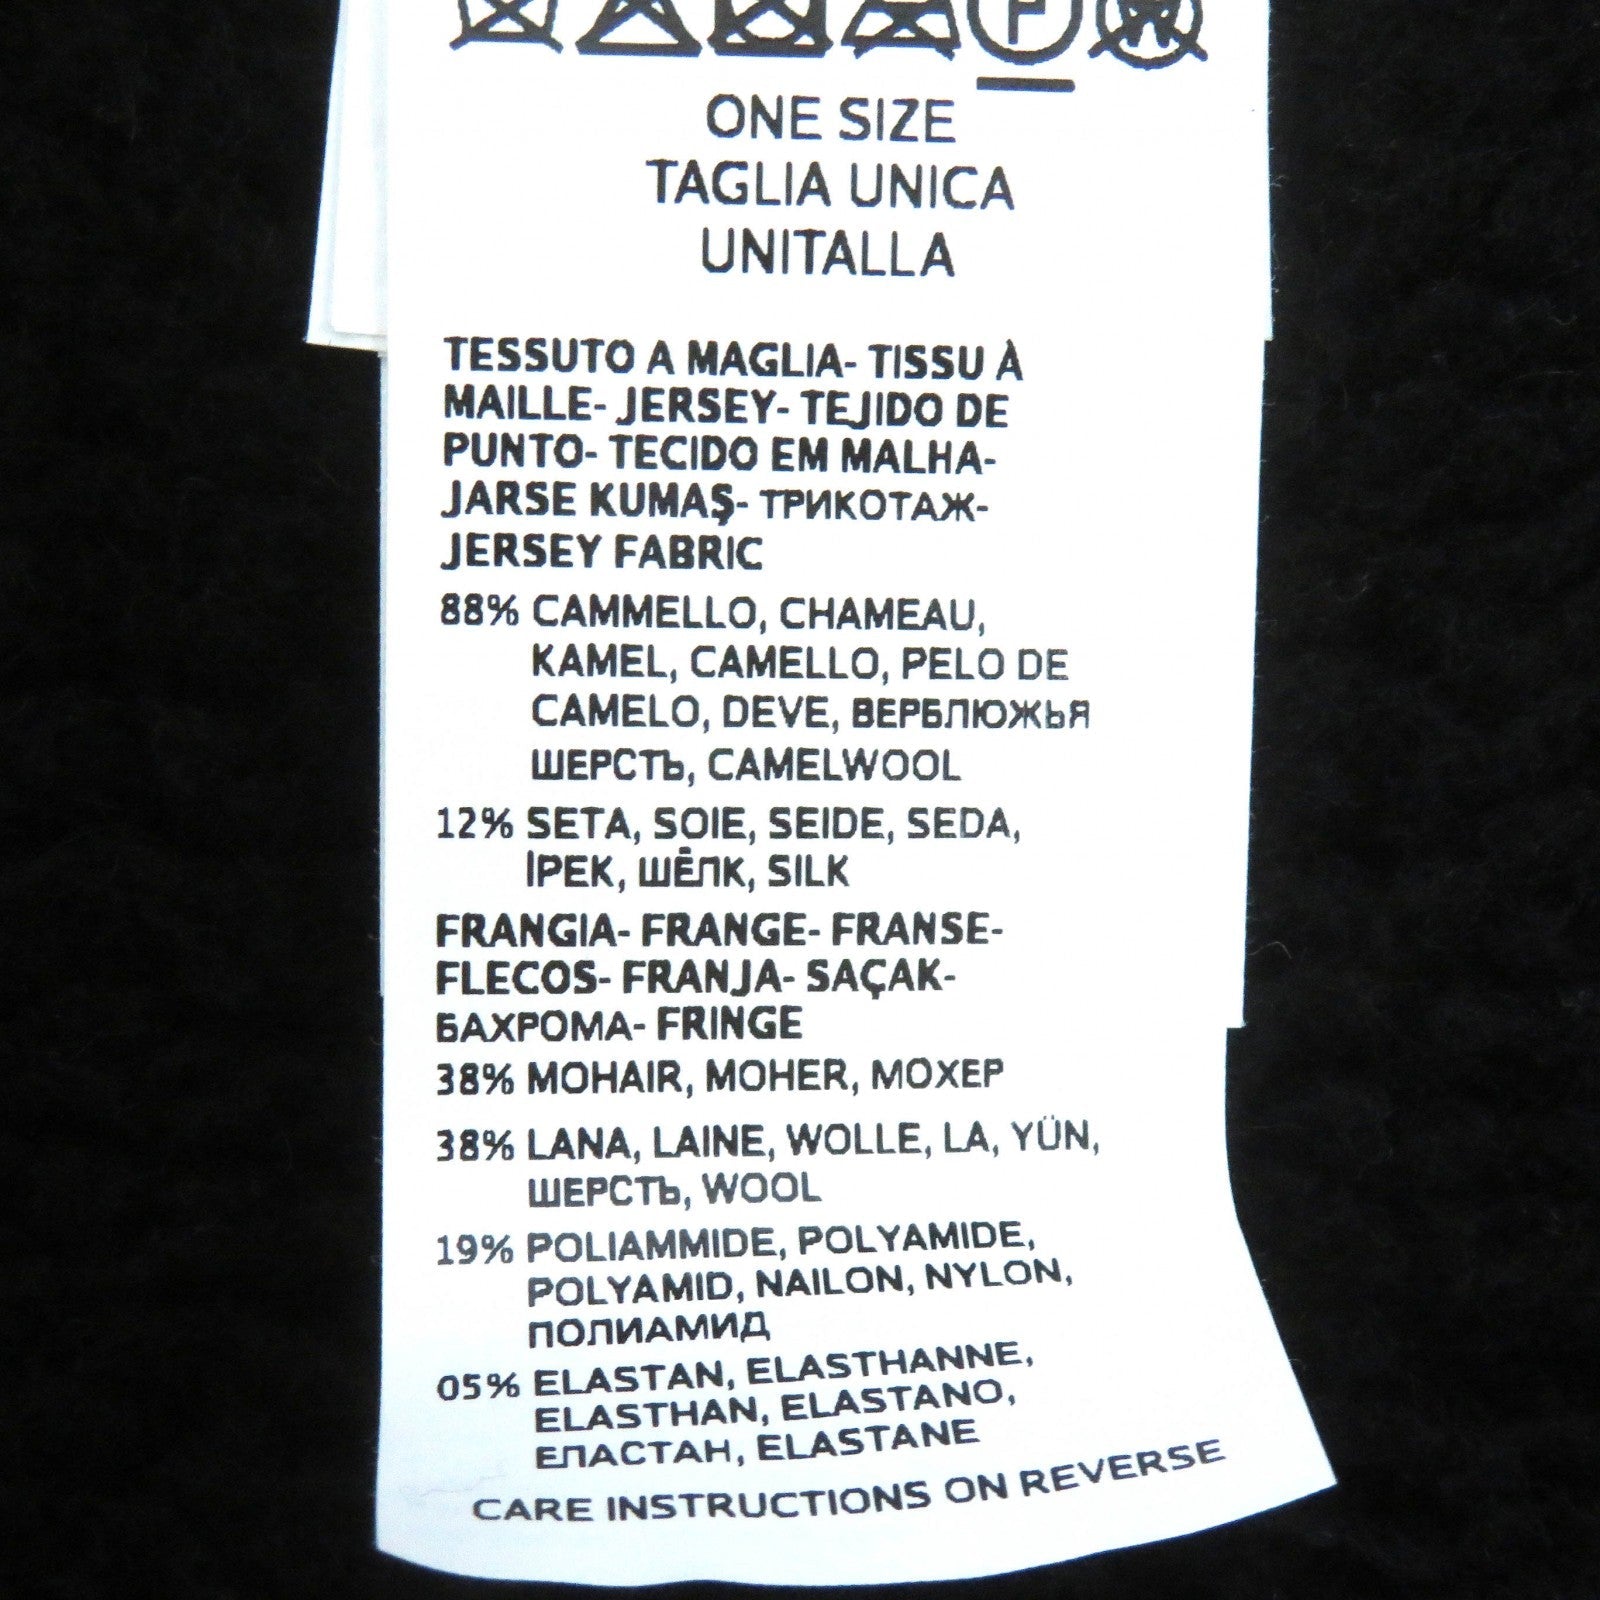 ONE SIZE
TAGLIA UNICA
UNITALLA
TESSUTO A MAGLIA- TISSU À
MAILLE- JERSEY- TEJIDO DE
PUNTO- TECIDO EM MALHA-
JARSE KUMAŞ- ТРИКОТАЖ-
JERSEY FABRIC
88% CAMMELLO, CHAMEAU,
KAMEL, CAMELLO, PELO DE
CAMELO, DEVE, ВЕРБЛЮЖЬЯ
ШЕРСТЬ, CAMELWOOL
12% SETA, SOIE, SEIDE, SEDA,
İPEK, ШЁЛК, SILK
FRANGIA- FRANGE- FRANSE-
FLECOS- FRANJA- SAÇAK-
БАХРОМА- FRINGE
38% MOHAIR, MOHER, МОХЕР
38% LANA, LAINE, WOLLE, LA, YÜN,
ШЕРСТЬ, WOOL
19% POLIAMMIDE, POLYAMIDE,
POLYAMID, NAILON, NYLON,
ПОЛИАМИД
05% ELASTAN, ELASTHANNE,
ELASTHAN, ELASTANO,
ЕЛАСТАН, ELASTANE
CARE INSTRUCTIONS ON REVERSE